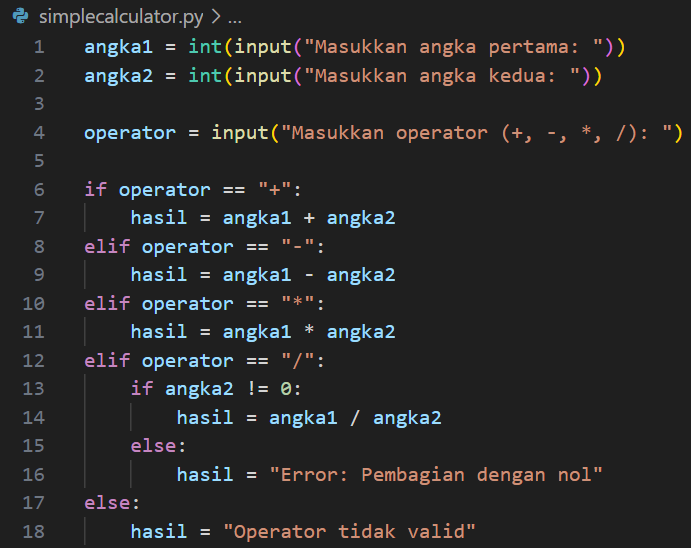 simplecalculator.py > ...
1 angka1 = int(input("Masukkan angka pertama: "))
2 angka2 = int(input("Masukkan angka kedua: "))
3
4 operator = input("Masukkan operator (+, -, *, /): ")
5
6 if operator == "+":
7     hasil = angka1 + angka2
8 elif operator == "-":
9     hasil = angka1 - angka2
10 elif operator == "*":
11     hasil = angka1 * angka2
12 elif operator == "/":
13     if angka2 != 0:
14         hasil = angka1 / angka2
15     else:
16         hasil = "Error: Pembagian dengan nol"
17 else:
18     hasil = "Operator tidak valid"